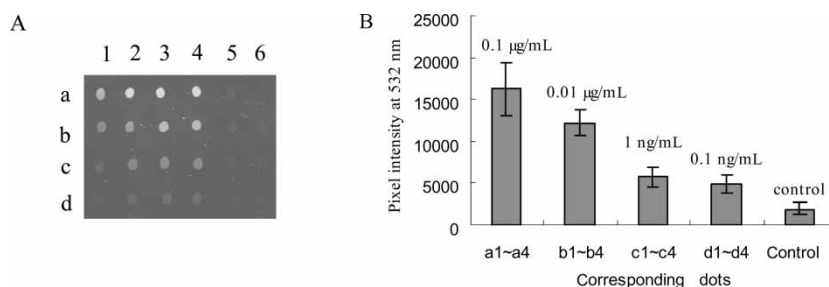 A
1 2 3 4 5 6
a
b
c
d
B
Pixel intensity at 532 nm
25000
20000
15000
10000
5000
0
0.1 μg/mL
0.01 μg/mL
1 ng/mL
0.1 ng/mL
control
a1~a4 b1~b4 c1~c4 d1~d4 Control
Corresponding dots